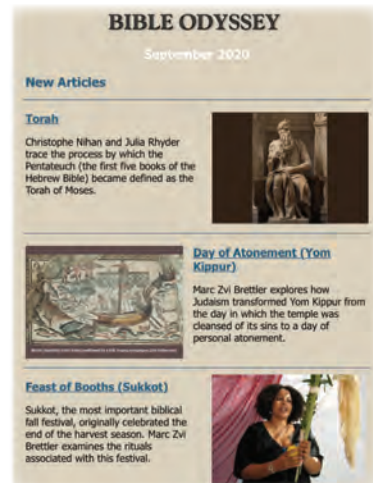 BIBLE ODYSSEY
September 2020
New Articles
Torah
Christophe Nihan and Julia Rhyder
trace the process by which the
Pentateuch (the first five books of the
Hebrew Bible) became defined as the
Torah of Moses.
Day of Atonement (Yom
Kippur)
Marc Zvi Brettler explores how
Judaism transformed Yom Kippur from
the day in which the temple was
cleansed of its sins to a day of
personal atonement.
Feast of Booths (Sukkot)
Sukkot, the most important biblical
fall festival, originally celebrated the
end of the harvest season. Marc Zvi
Brettler examines the rituals
associated with this festival.